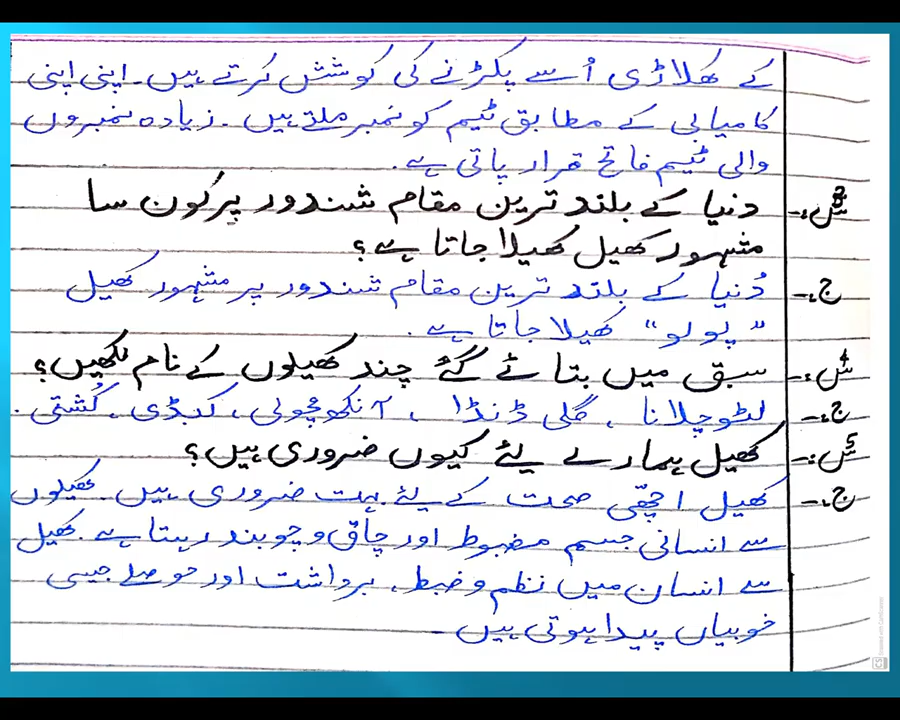 کے کھلاڑی اُسے پکڑنے کی کوشش کرتے ہیں۔ اپنی اپنی
کامیابی کے مطابق ٹیم کو نمبر ملتے ہیں۔ زیادہ نمبروں
والی ٹیم فاتح قرار پاتی ہے۔
س:- دنیا کے بلند ترین مقام شندور پر کون سا
مشہور کھیل کھیلا جاتا ہے؟
ج:- دُنیا کے بلند ترین مقام شندور پر مشہور کھیل
"پولو" کھیلا جاتا ہے۔
س:- سبق میں بتائے گئے چند کھیلوں کے نام لکھیں؟
ج:- لٹو چلانا، گلی ڈنڈا، آنکھ مچولی، کبڈی، کُشتی۔
س:- کھیل ہمارے لیئے کیوں ضروری ہیں؟
ج:- کھیل اچھّی صحت کے لیئے بہت ضروری ہیں۔ کھیلوں
سے انسانی جسم مضبوط اور چاق و چوبند رہتا ہے۔ کھیل
سے انسان میں نظم و ضبط، برداشت اور حوصلے جیسی
خوبیاں پیدا ہوتی ہیں۔
CS